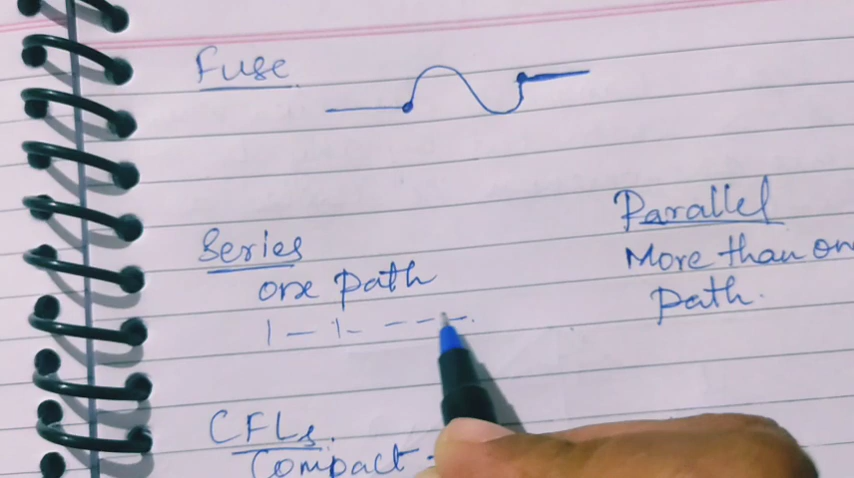 Fuse
Series
one path
Parallel
More than on
path.
CFLs.
Compact -